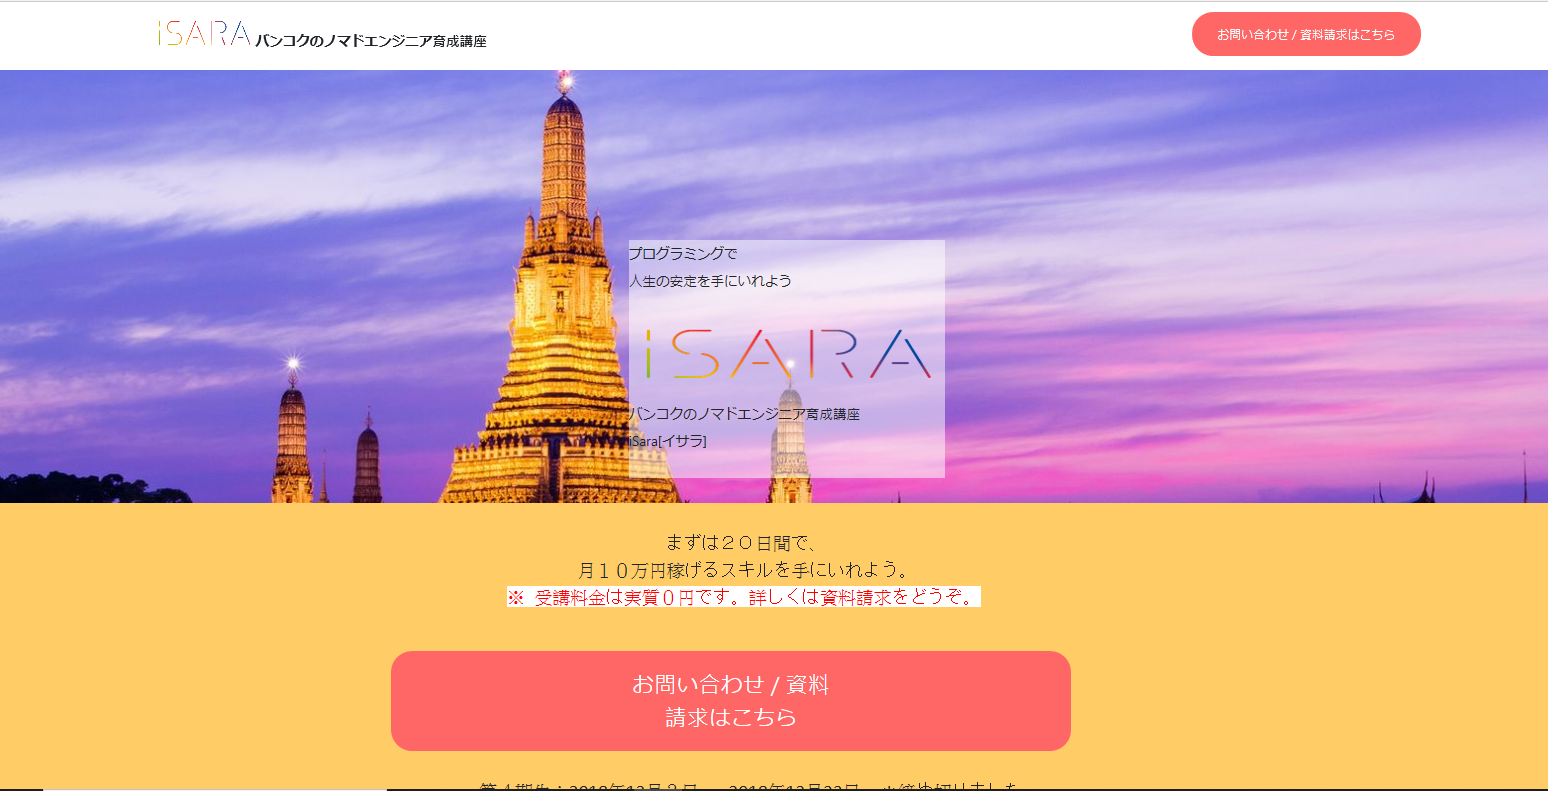 iSARA バンコクのノマドエンジニア育成講座
お問い合わせ / 資料請求はこちら
プログラミングで
人生の安定を手にいれよう
iSARA
バンコクのノマドエンジニア育成講座
iSara[イサラ]
まずは２０日間で、
月１０万円稼げるスキルを手にいれよう。
※ 受講料金は実質０円です。詳しくは資料請求をどうぞ。
お問い合わせ / 資料
請求はこちら